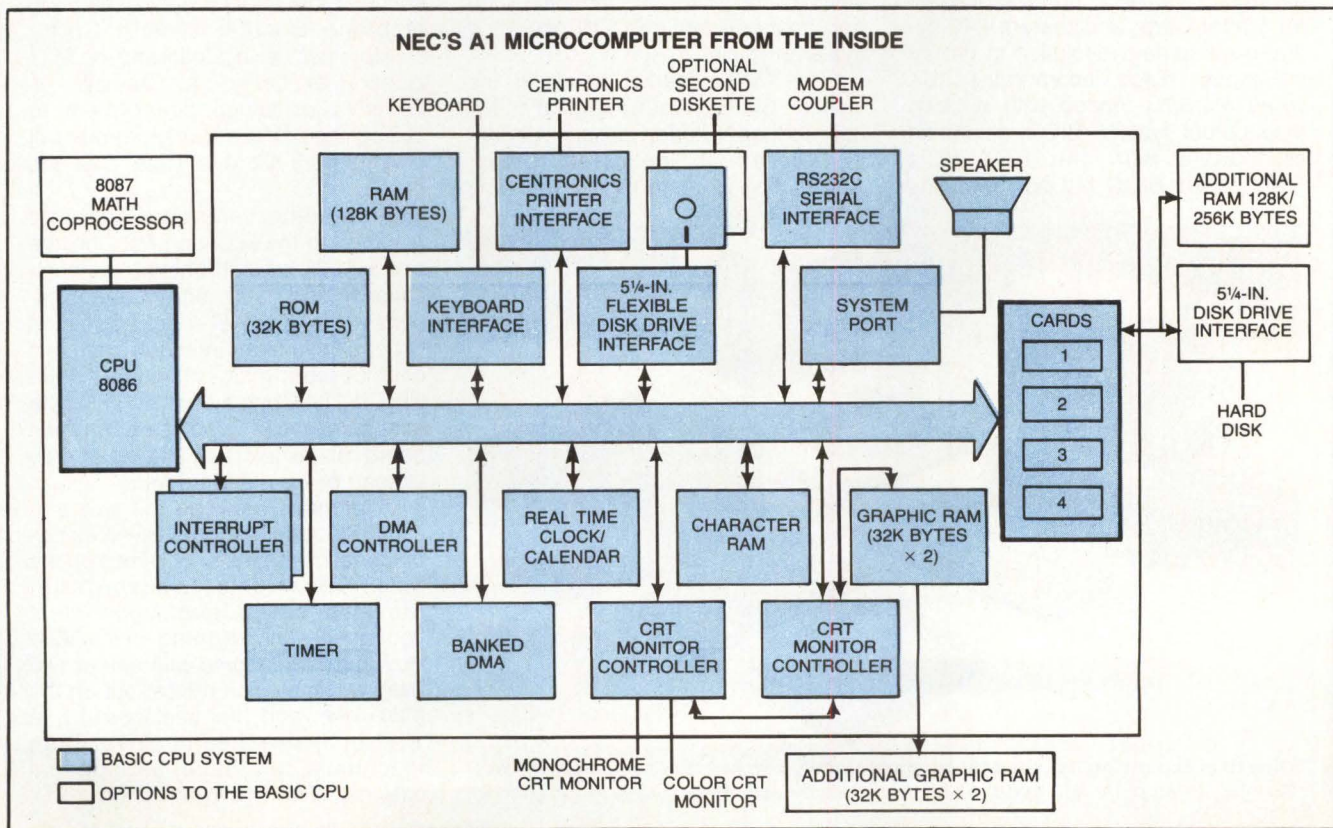 NEC'S A1 MICROCOMPUTER FROM THE INSIDE
KEYBOARD
CENTRONICS
PRINTER
OPTIONAL
SECOND
DISKETTE
MODEM
COUPLER
8087
MATH
COPROCESSOR
RAM
(128K BYTES)
CENTRONICS
PRINTER
INTERFACE
RS232C
SERIAL
INTERFACE
SPEAKER
ADDITIONAL
RAM 128K/
256K BYTES
CPU
8086
ROM
(32K BYTES)
KEYBOARD
INTERFACE
5¼-IN.
FLEXIBLE
DISK DRIVE
INTERFACE
SYSTEM
PORT
CARDS
1
2
3
4
5¼-IN.
DISK DRIVE
INTERFACE
HARD
DISK
INTERRUPT
CONTROLLER
DMA
CONTROLLER
REAL TIME
CLOCK/
CALENDAR
CHARACTER
RAM
GRAPHIC RAM
(32K BYTES
× 2)
TIMER
BANKED
DMA
CRT
MONITOR
CONTROLLER
CRT
MONITOR
CONTROLLER
BASIC CPU SYSTEM
OPTIONS TO THE BASIC CPU
MONOCHROME
CRT MONITOR
COLOR CRT
MONITOR
ADDITIONAL GRAPHIC RAM
(32K BYTES × 2)